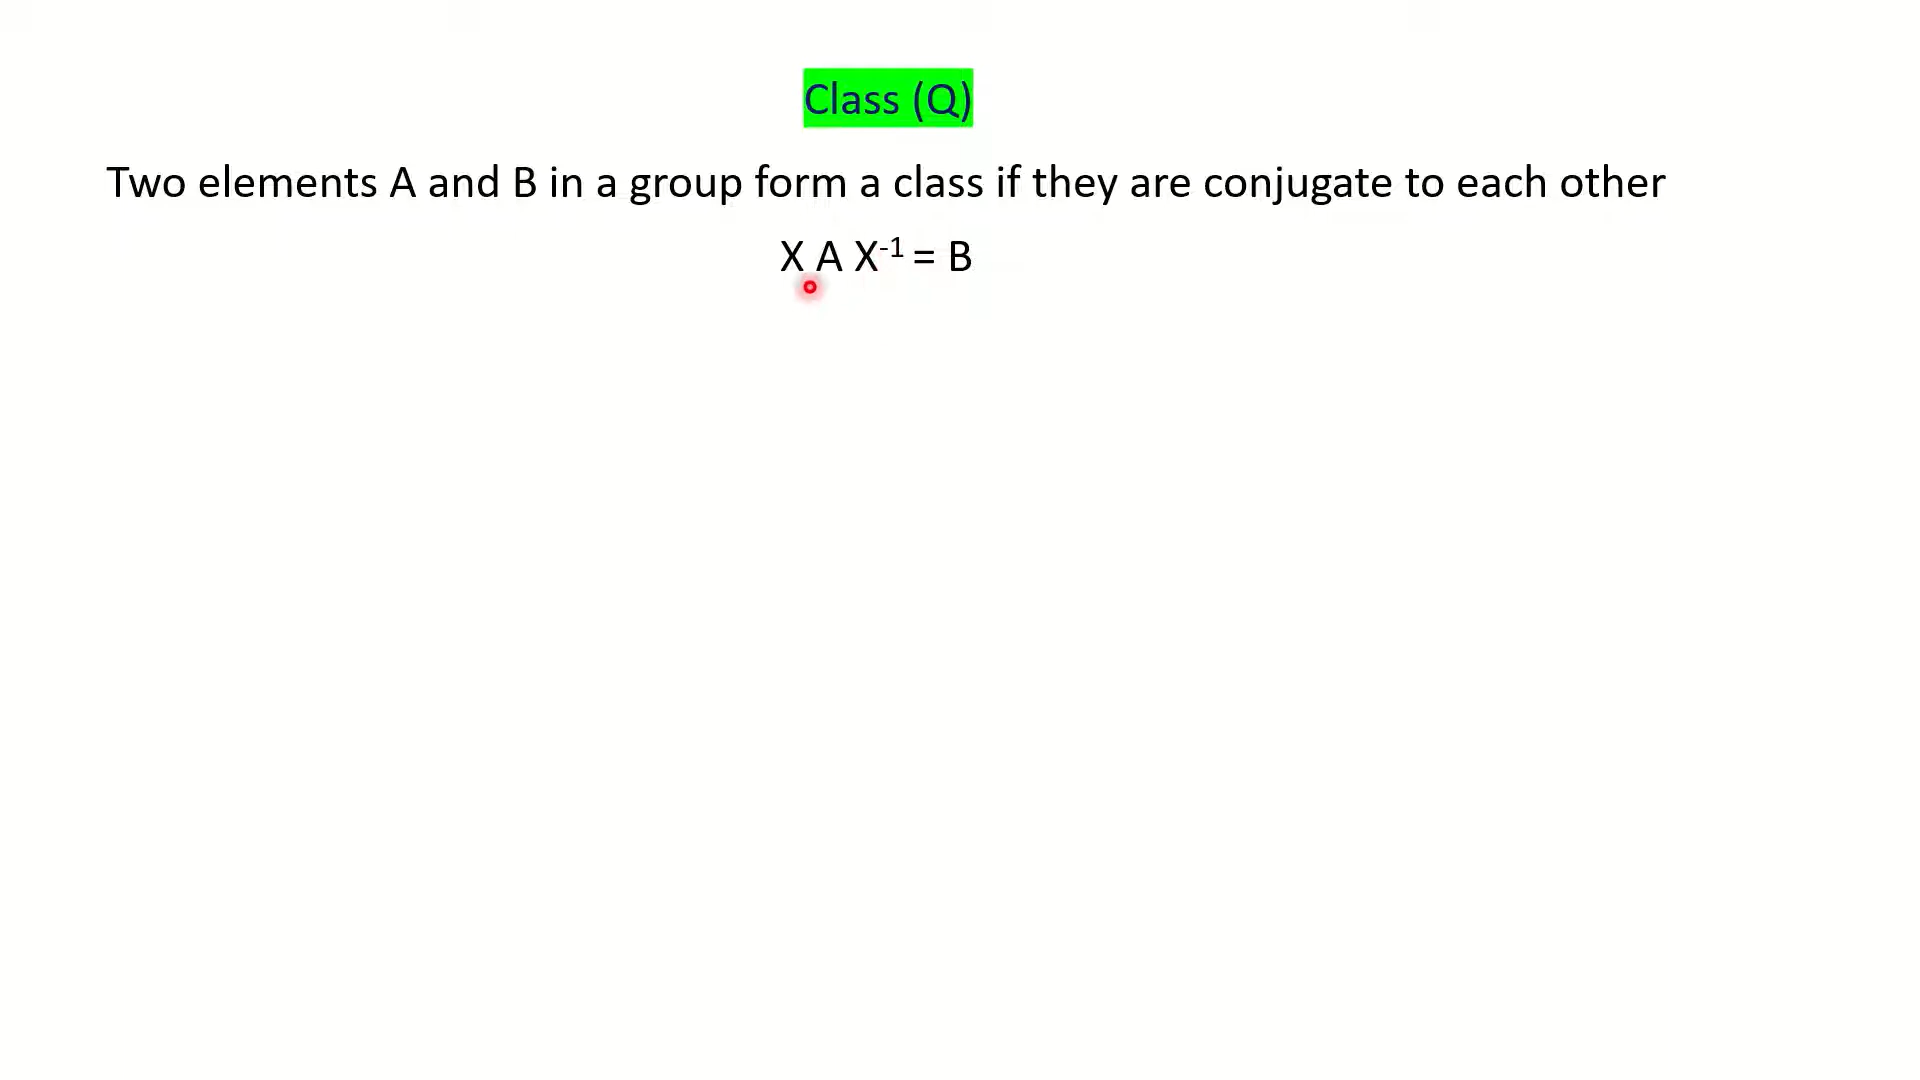 Class (Q)
Two elements A and B in a group form a class if they are conjugate to each other
X A X⁻¹ = B